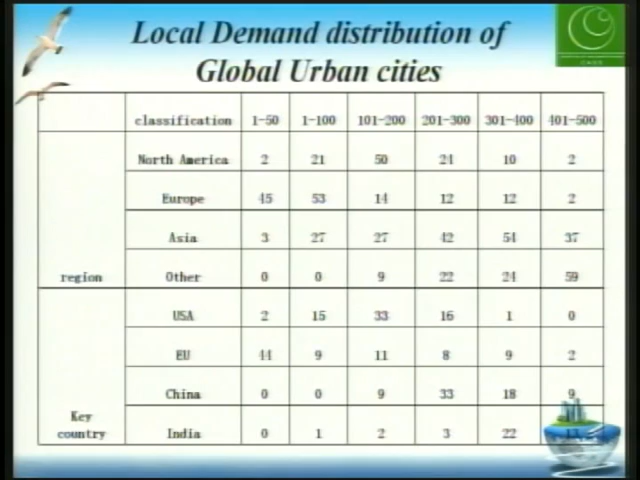 Local Demand distribution of
Global Urban cities
classification 1-50 1-100 101-200 201-300 301-400 401-500
North America 2 21 50 24 10 2
Europe 45 53 14 12 12 2
Asia 3 27 27 42 54 37
region Other 0 0 9 22 24 59
USA 2 15 33 16 1 0
EU 44 9 11 8 9 2
China 0 0 9 33 18 9
Key
country India 0 1 2 3 22